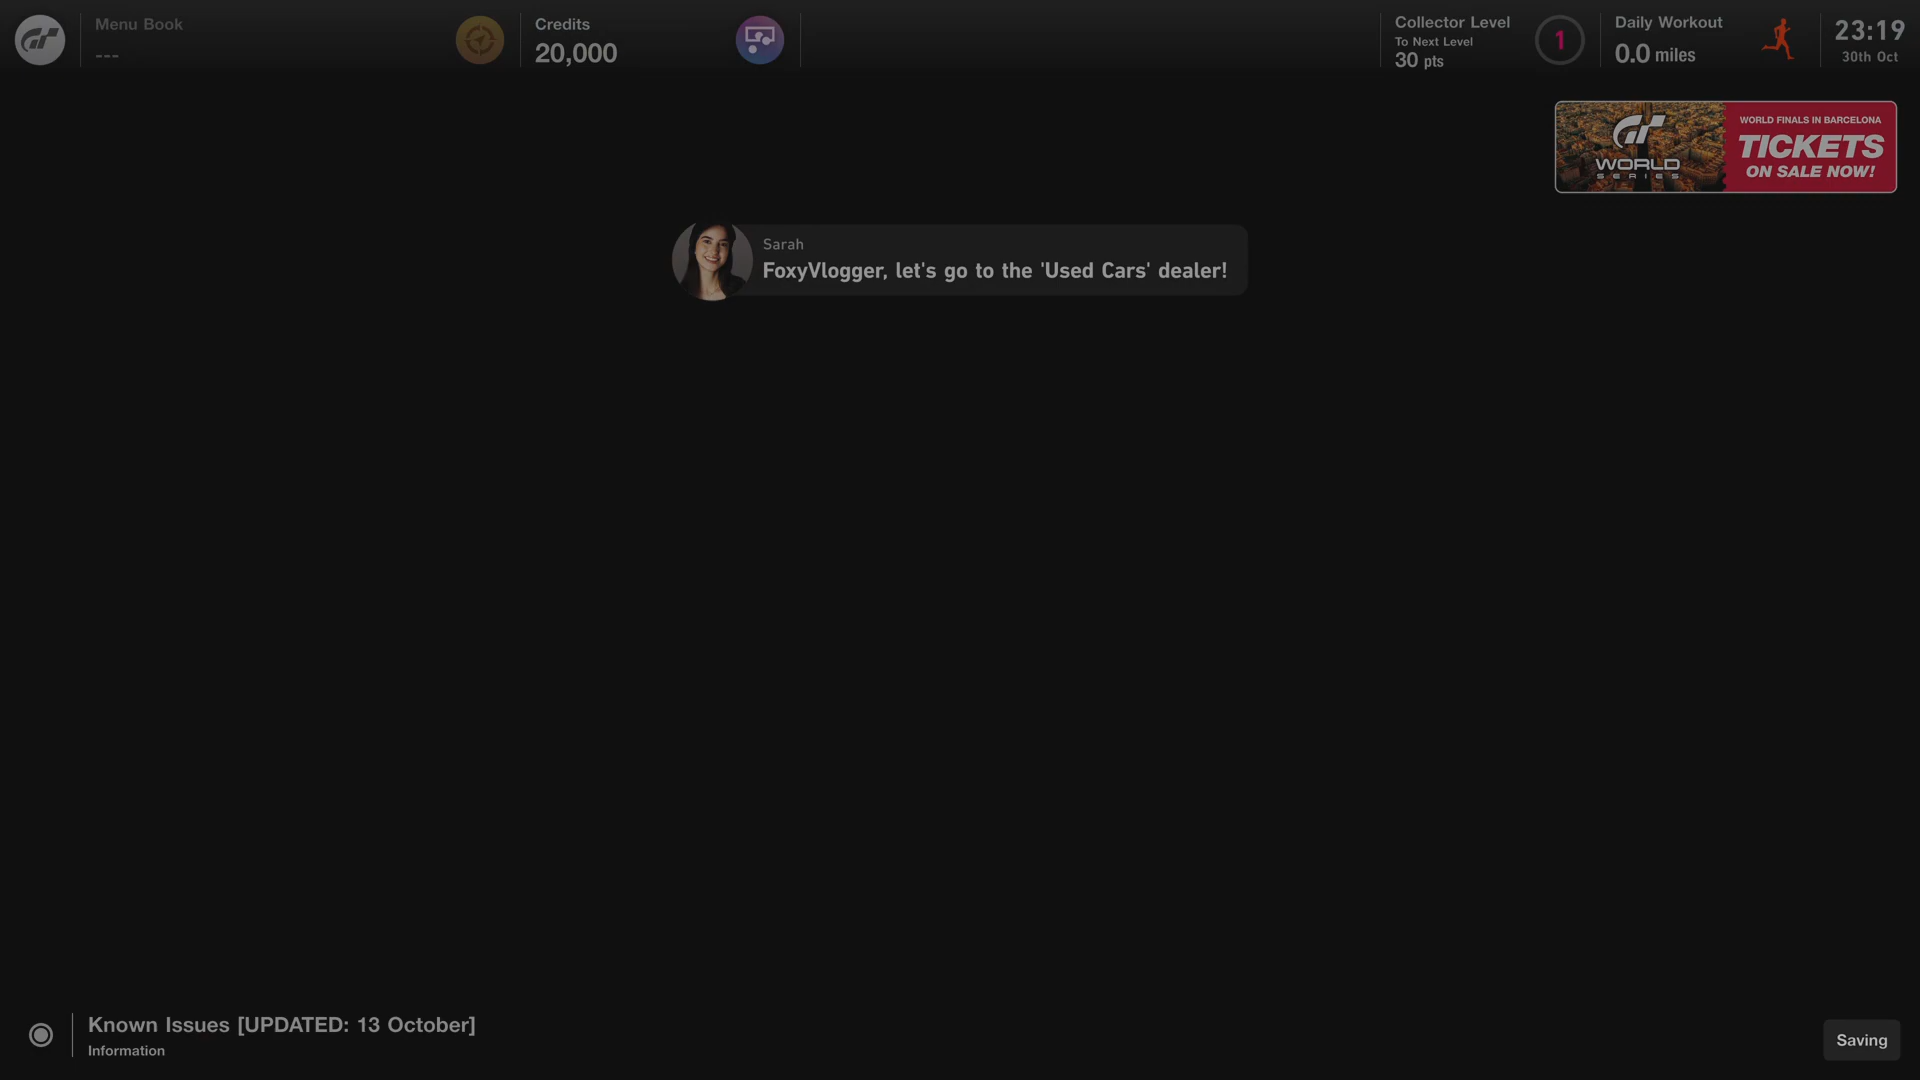 Menu Book
---
Credits
20,000
Collector Level
To Next Level
30 pts
1
Daily Workout
0.0 miles
23:19
30th Oct
WORLD
SERIES
WORLD FINALS IN BARCELONA
TICKETS
ON SALE NOW!
Sarah
FoxyVlogger, let's go to the 'Used Cars' dealer!
Known Issues [UPDATED: 13 October]
Information
Saving